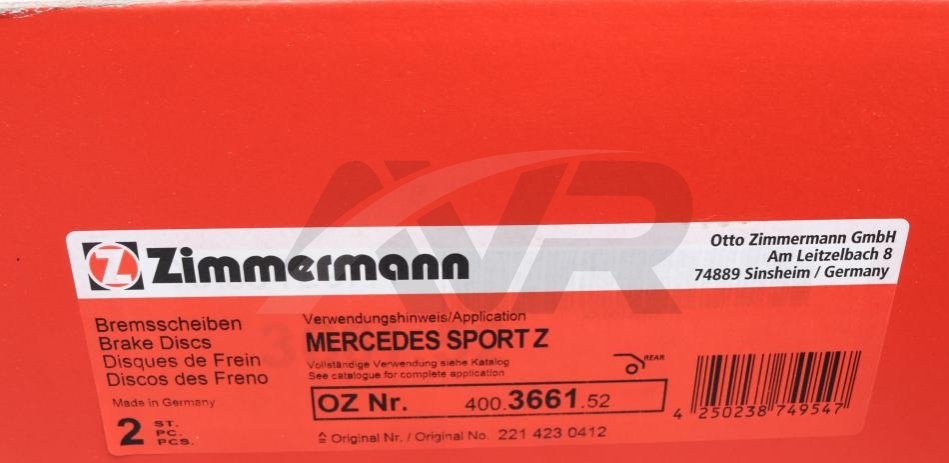 AVR
Zimmermann
Otto Zimmermann GmbH
Am Leitzelbach 8
74889 Sinsheim / Germany
Bremsscheiben
Brake Discs
Disques de Frein
Discos des Freno
Made in Germany
2 ST.
PC.
PCS.
Verwendungshinweis/Application
MERCEDES SPORT Z
Vollständige Verwendung siehe Katalog
See catalogue for complete application
REAR
OZ Nr. 400.3661.52
≙ Original Nr. / Original No. 221 423 0412
4 250238 749547